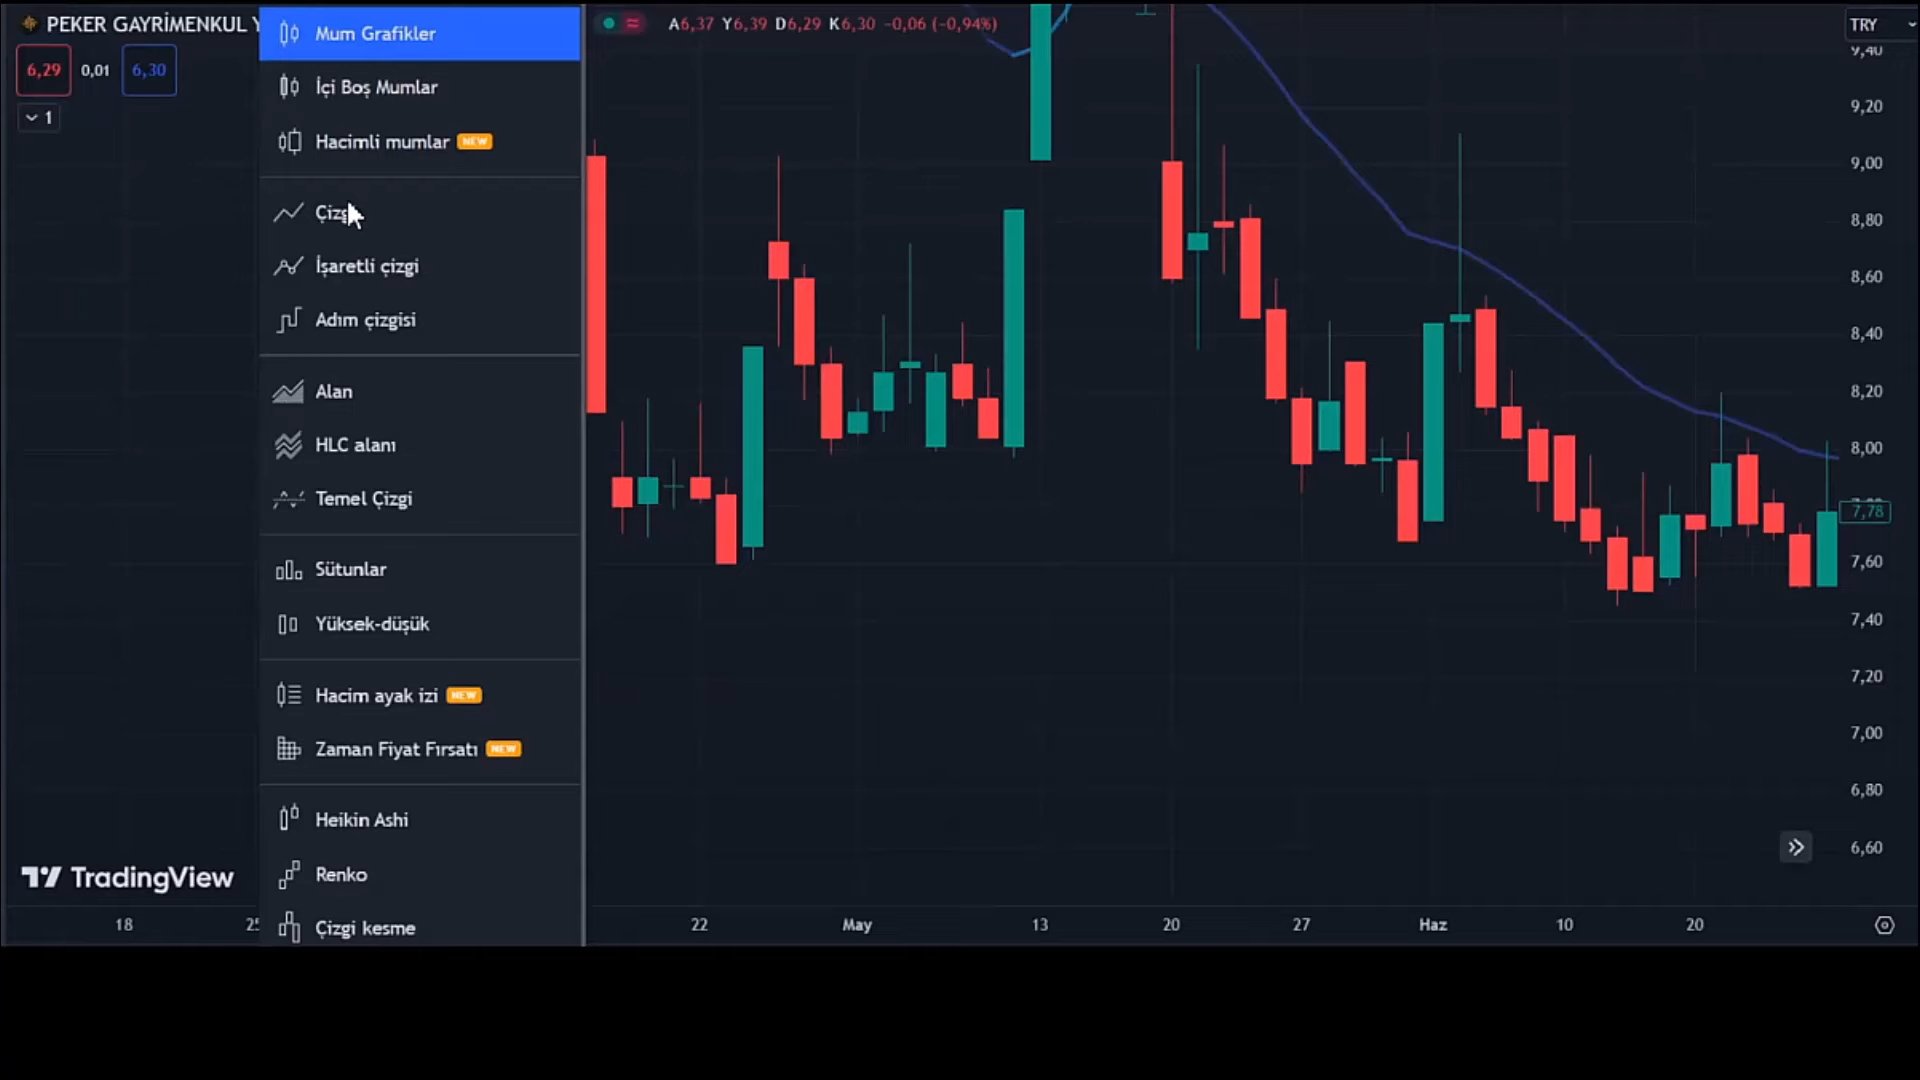 PEKER GAYRİMENKUL Y
6,29 0,01 6,30
1
Mum Grafikler
İçi Boş Mumlar
Hacimli mumlar NEW
Çizg
İşaretli çizgi
Adım çizgisi
Alan
HLC alanı
Temel Çizgi
Sütunlar
Yüksek-düşük
Hacim ayak izi NEW
Zaman Fiyat Fırsatı NEW
Heikin Ashi
Renko
Çizgi kesme
A6,37 Y6,39 D6,29 K6,30 −0,06 (−0,94%)
TRY
9,40
9,20
9,00
8,80
8,60
8,40
8,20
8,00
7,78
7,60
7,40
7,20
7,00
6,80
6,60
TradingView
18 25 22 May 13 20 27 Haz 10 20